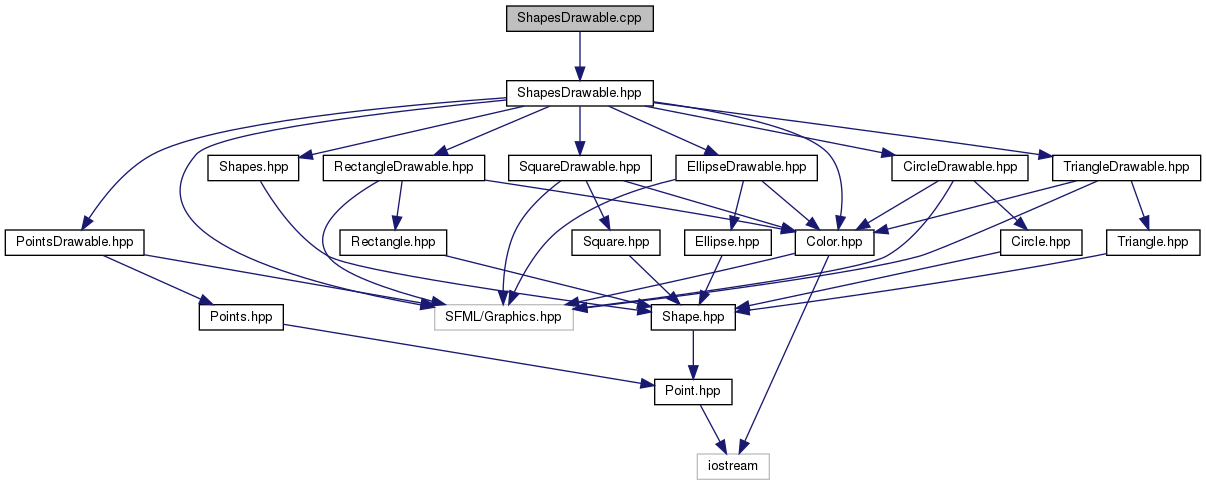 ShapesDrawable.cpp
ShapesDrawable.hpp
Shapes.hpp
RectangleDrawable.hpp
SquareDrawable.hpp
EllipseDrawable.hpp
CircleDrawable.hpp
TriangleDrawable.hpp
PointsDrawable.hpp
Rectangle.hpp
Square.hpp
Ellipse.hpp
Color.hpp
Circle.hpp
Triangle.hpp
Points.hpp
SFML/Graphics.hpp
Shape.hpp
Point.hpp
iostream